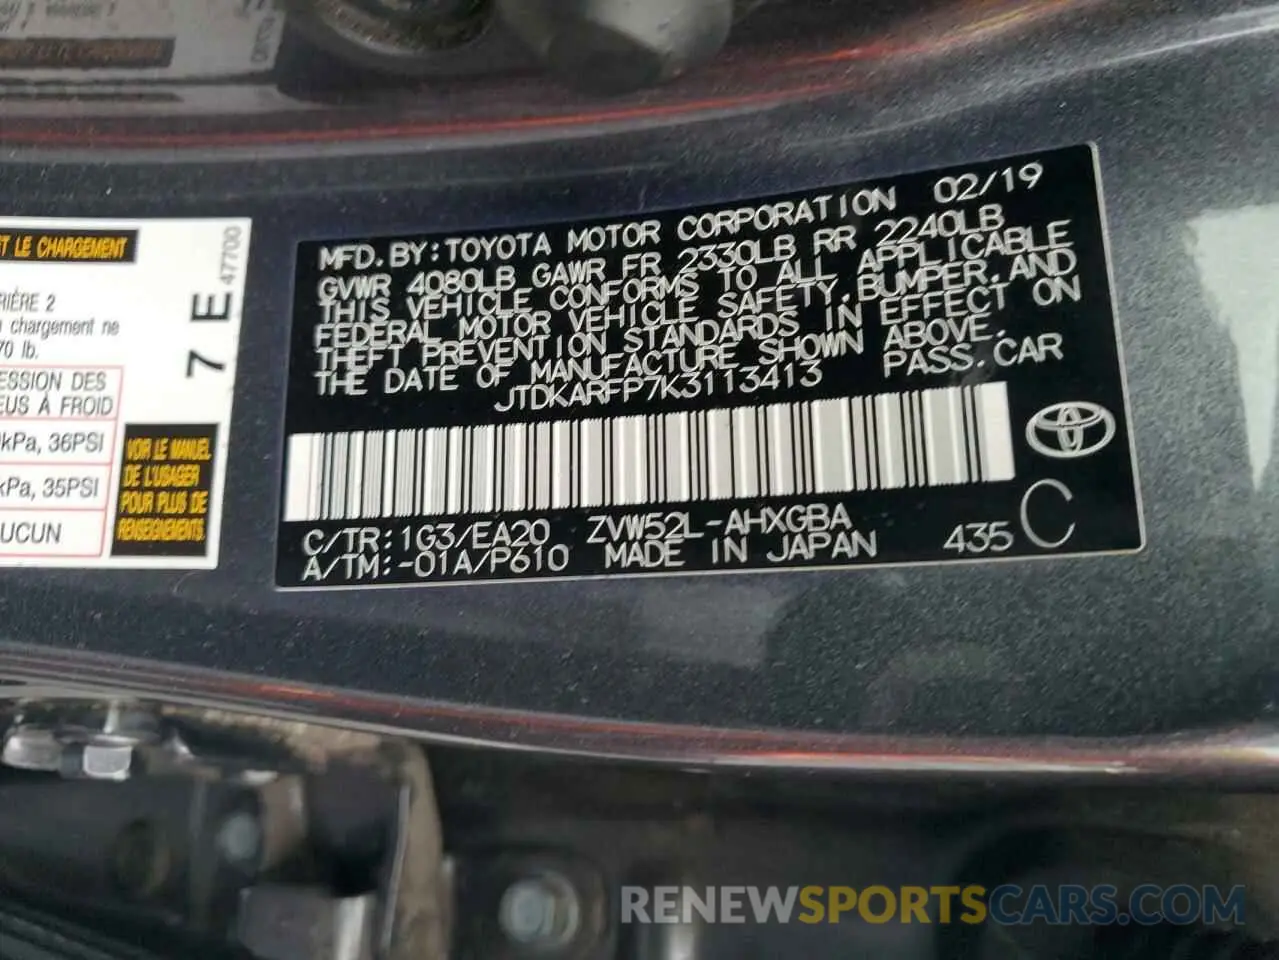 MFD. BY: TOYOTA MOTOR CORPORATION 02/19
GVWR 4080LB GAWR FR 2330LB RR 2240LB
THIS VEHICLE CONFORMS TO ALL APPLICABLE
FEDERAL MOTOR VEHICLE SAFETY, BUMPER, AND
THEFT PREVENTION STANDARDS IN EFFECT ON
THE DATE OF MANUFACTURE SHOWN ABOVE.
JTDKARFP7K3113413 PASS. CAR
C/TR: 1G3/EA20 ZVW52L-AHXGBA
A/TM: -01A/P610 MADE IN JAPAN 435 C
ET LE CHARGEMENT
RIÈRE 2
chargement ne
70 lb.
ESSION DES
EUS À FROID
kPa, 36PSI
kPa, 35PSI
UCUN
7 E 47700
VOIR LE MANUEL
DE L'USAGER
POUR PLUS DE
RENSEIGNEMENTS
RENEWSPORTSCARS.COM